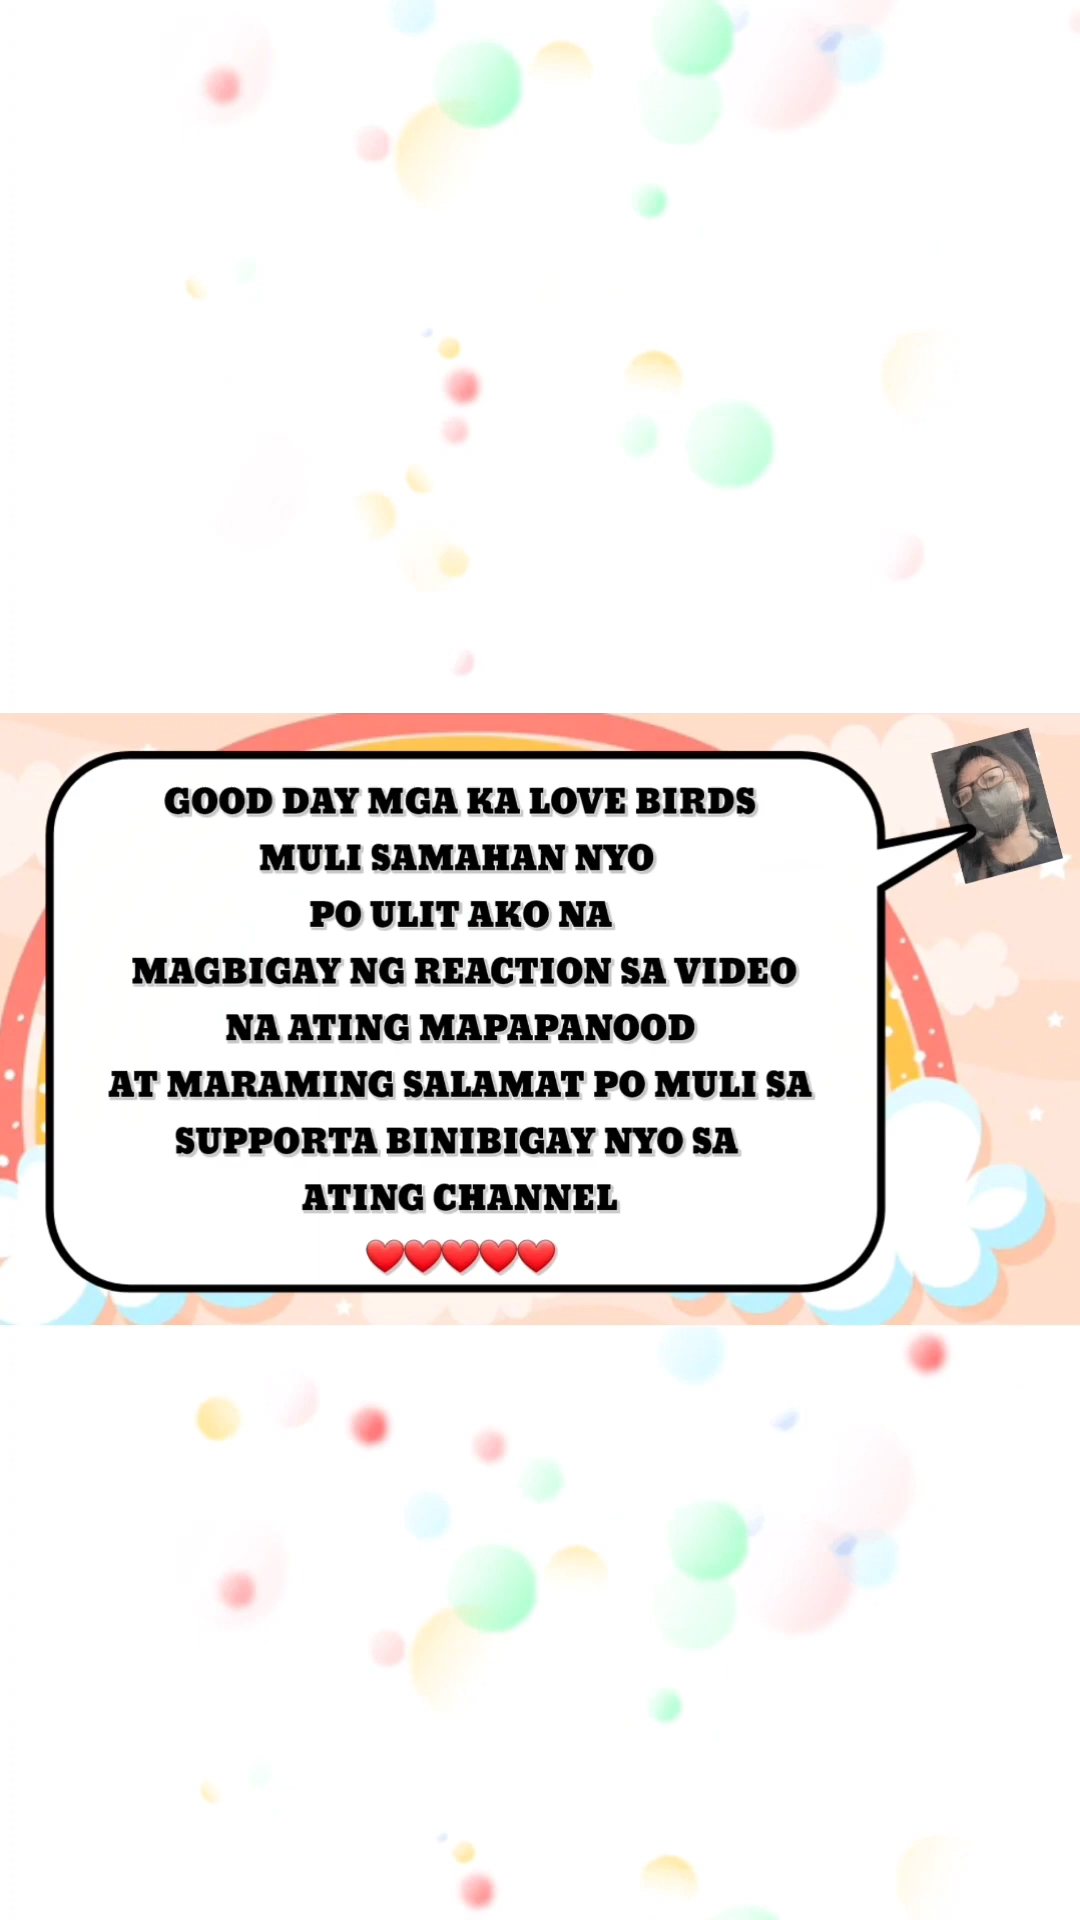 GOOD DAY MGA KA LOVE BIRDS
MULI SAMAHAN NYO
PO ULIT AKO NA
MAGBIGAY NG REACTION SA VIDEO
NA ATING MAPAPANOOD
AT MARAMING SALAMAT PO MULI SA
SUPPORTA BINIBIGAY NYO SA
ATING CHANNEL
❤️❤️❤️❤️❤️